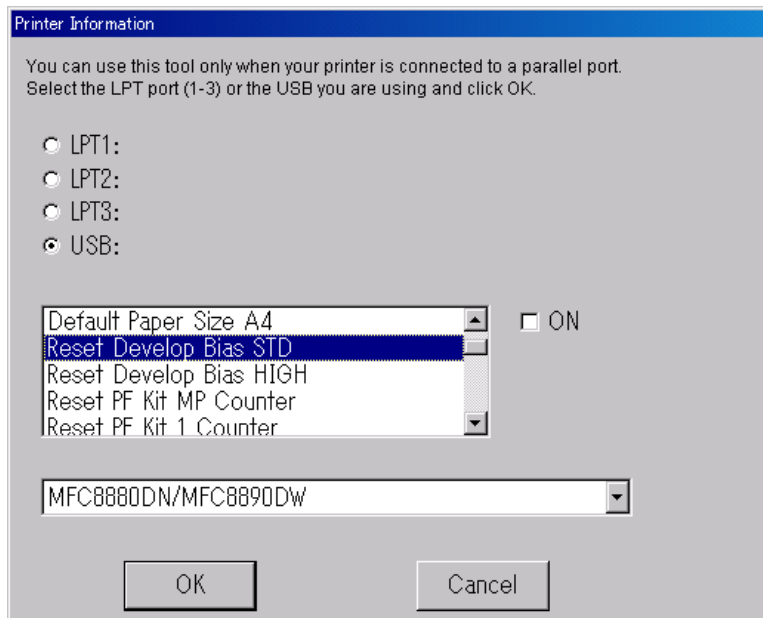 Printer Information
You can use this tool only when your printer is connected to a parallel port.
Select the LPT port (1-3) or the USB you are using and click OK.
LPT1:
LPT2:
LPT3:
USB:
Default Paper Size A4
ON
Reset Develop Bias STD
Reset Develop Bias HIGH
Reset PF Kit MP Counter
Reset PF Kit 1 Counter
MFC8880DN/MFC8890DW
OK
Cancel